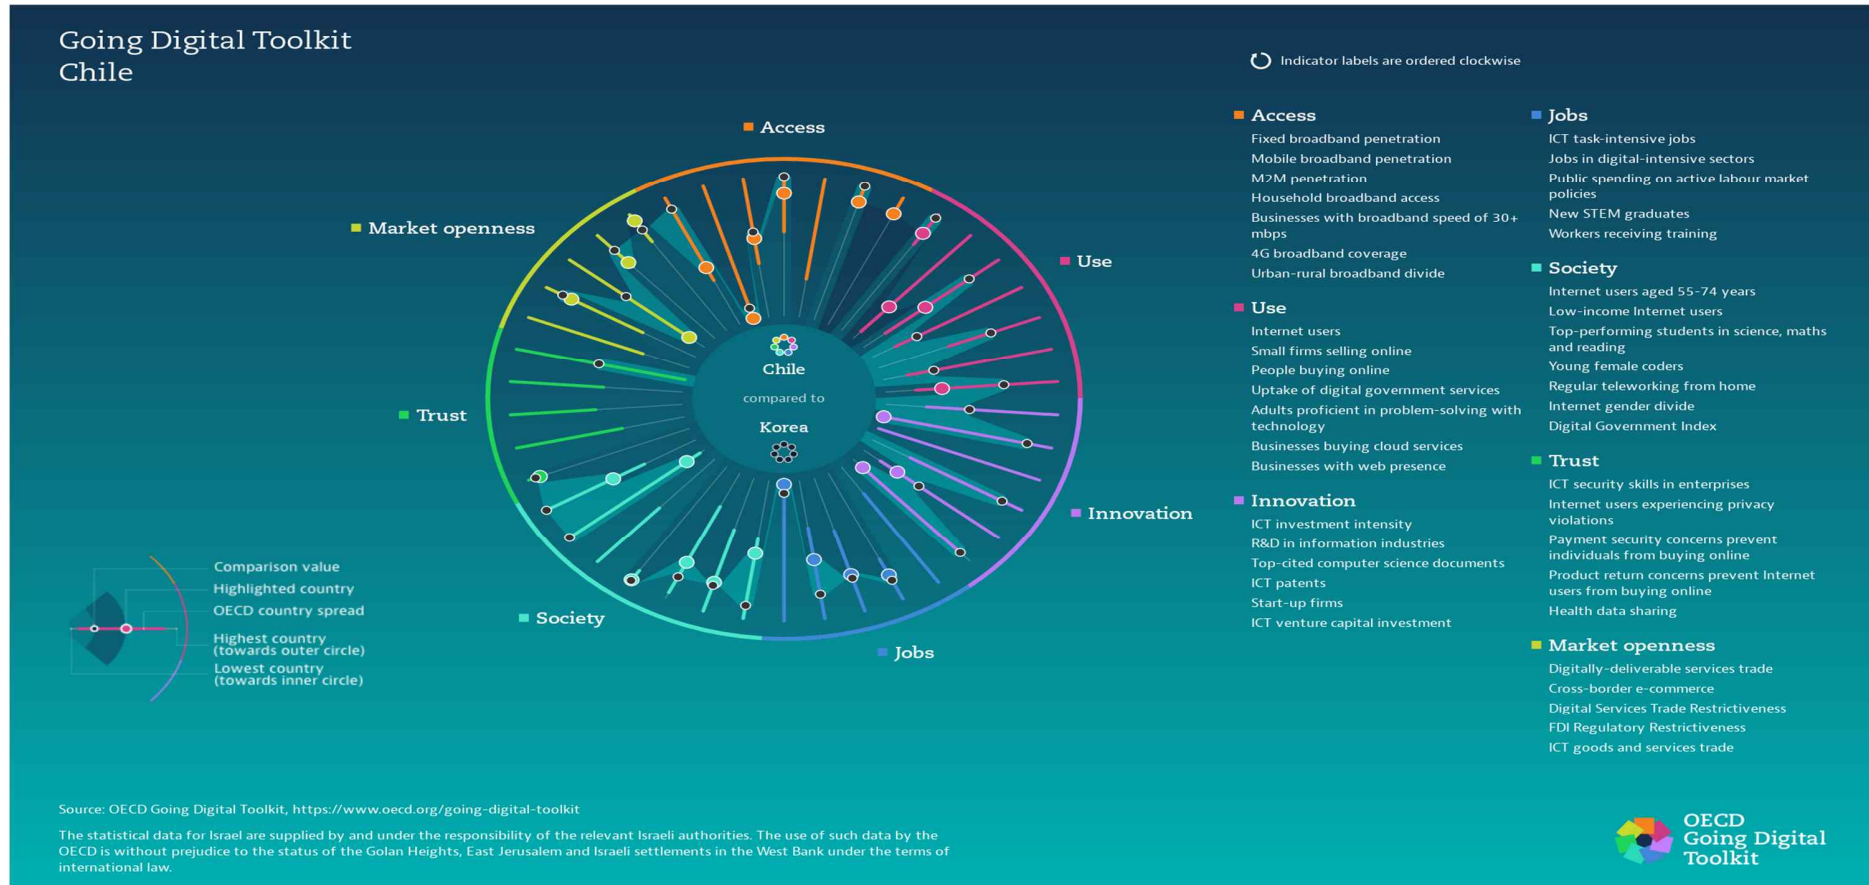 Going Digital Toolkit
Chile
Indicator labels are ordered clockwise
Access
Market openness
Use
Trust
Innovation
Society
Jobs
Chile
compared to
Korea
Comparison value
Highlighted country
OECD country spread
Highest country
(towards outer circle)
Lowest country
(towards inner circle)
Access
Fixed broadband penetration
Mobile broadband penetration
M2M penetration
Household broadband access
Businesses with broadband speed of 30+
mbps
4G broadband coverage
Urban-rural broadband divide
Use
Internet users
Small firms selling online
People buying online
Uptake of digital government services
Adults proficient in problem-solving with
technology
Businesses buying cloud services
Businesses with web presence
Innovation
ICT investment intensity
R&D in information industries
Top-cited computer science documents
ICT patents
Start-up firms
ICT venture capital investment
Jobs
ICT task-intensive jobs
Jobs in digital-intensive sectors
Public spending on active labour market
policies
New STEM graduates
Workers receiving training
Society
Internet users aged 55-74 years
Low-income Internet users
Top-performing students in science, maths
and reading
Young female coders
Regular teleworking from home
Internet gender divide
Digital Government Index
Trust
ICT security skills in enterprises
Internet users experiencing privacy
violations
Payment security concerns prevent
individuals from buying online
Product return concerns prevent Internet
users from buying online
Health data sharing
Market openness
Digitally-deliverable services trade
Cross-border e-commerce
Digital Services Trade Restrictiveness
FDI Regulatory Restrictiveness
ICT goods and services trade
Source: OECD Going Digital Toolkit, https://www.oecd.org/going-digital-toolkit
The statistical data for Israel are supplied by and under the responsibility of the relevant Israeli authorities. The use of such data by the
OECD is without prejudice to the status of the Golan Heights, East Jerusalem and Israeli settlements in the West Bank under the terms of
international law.
OECD
Going Digital
Toolkit